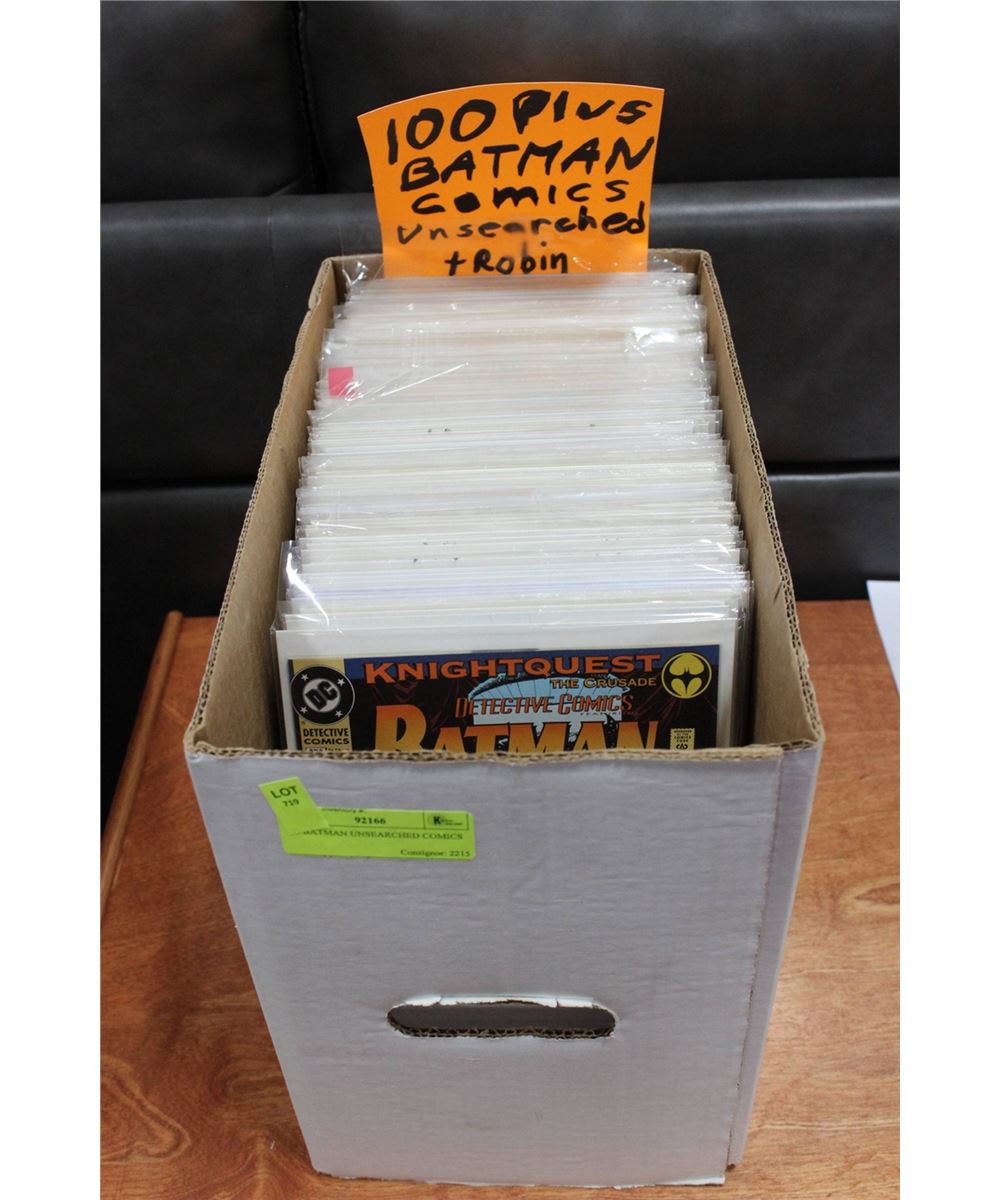 100 Plus
BATMAN
comics
unsearched
+ Robin
KNIGHTQUEST
THE CRUSADE
DC
DETECTIVE COMICS
BATMAN
DETECTIVE
COMICS
LOT
719
92166
BATMAN UNSEARCHED COMICS
Consignor: 2215